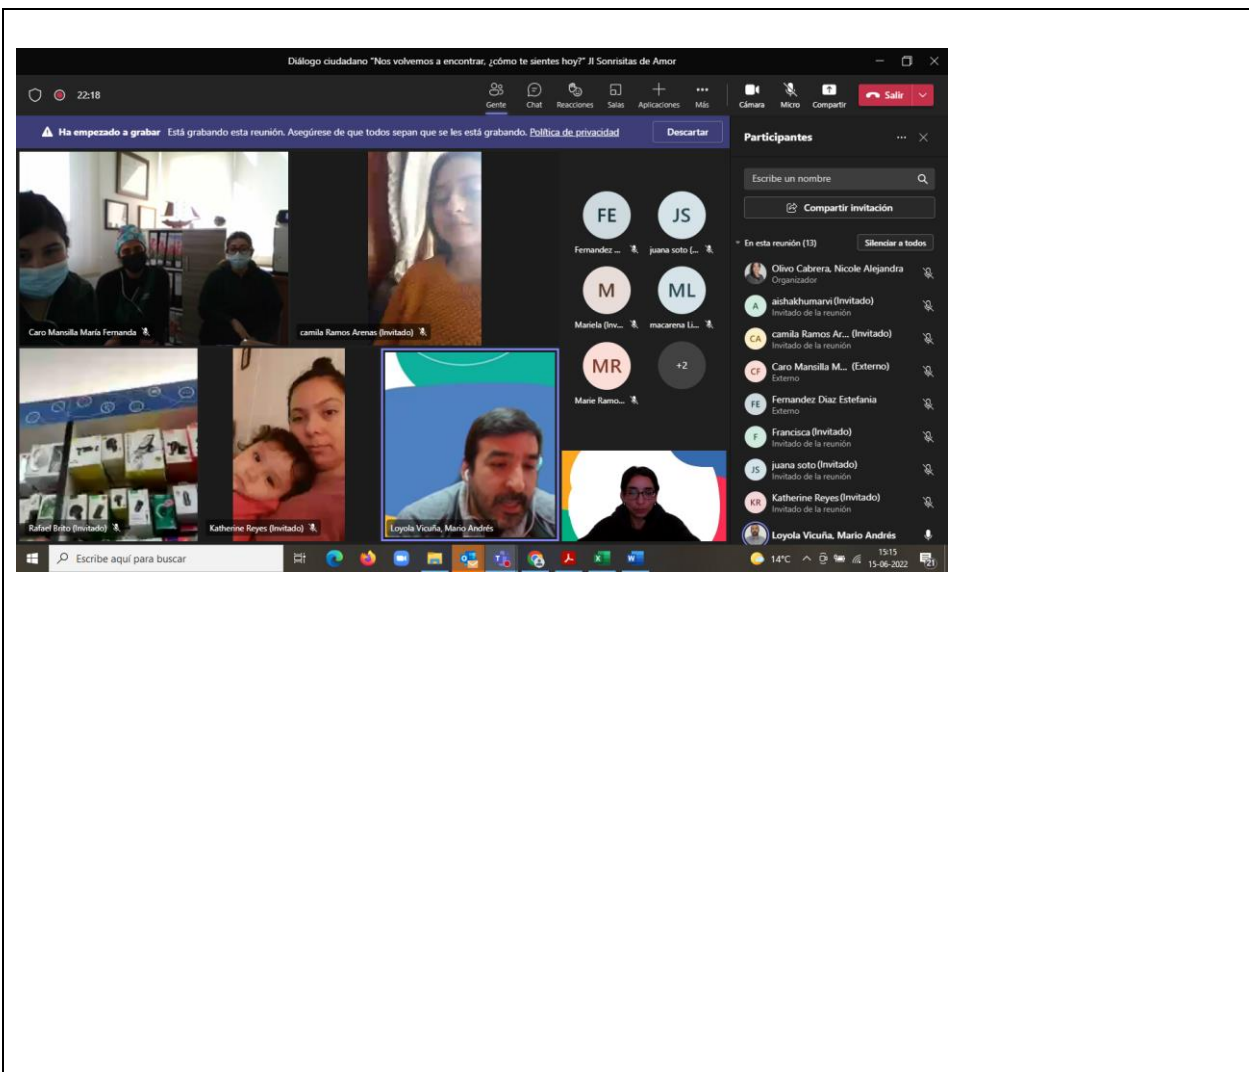 Diálogo ciudadano "Nos volvemos a encontrar, ¿cómo te sientes hoy?" JI Sonrisitas de Amor
22:18
Gente Chat Reacciones Salas Aplicaciones Más Cámara Micro Compartir Salir
Ha empezado a grabar Está grabando esta reunión. Asegúrese de que todos sepan que se les está grabando. Política de privacidad Descartar
Caro Mansilla María Fernanda
camila Ramos Arenas (Invitado)
FE JS
Fernandez ... juana soto (...
M ML
Mariela (Inv... macarena Li...
MR +2
Marie Ramo...
Rafael Brito (Invitado)
Katherine Reyes (Invitado)
Loyola Vicuña, Mario Andrés
Participantes
Escribe un nombre
Compartir invitación
En esta reunión (13) Silenciar a todos
Olivo Cabrera, Nicole Alejandra
Organizador
A aishakhumarvi (Invitado)
Invitado de la reunión
CA camila Ramos Ar... (Invitado)
Invitado de la reunión
CF Caro Mansilla M... (Externo)
Externo
FE Fernandez Diaz Estefania
Externo
F Francisca (Invitado)
Invitado de la reunión
JS juana soto (Invitado)
Invitado de la reunión
KR Katherine Reyes (Invitado)
Invitado de la reunión
Loyola Vicuña, Mario Andrés
Escribe aquí para buscar
14°C
15:15
15-06-2022
21